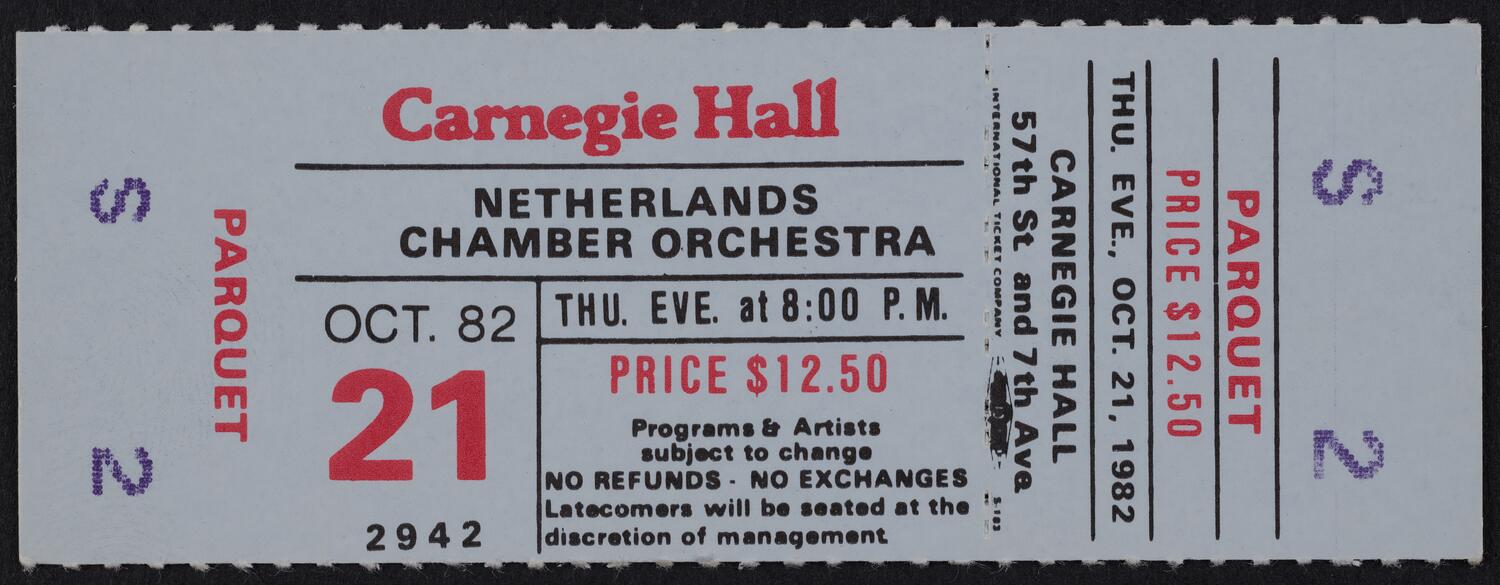 S 2
PARQUET
Carnegie Hall
NETHERLANDS
CHAMBER ORCHESTRA
OCT. 82
21
2942
THU. EVE. at 8:00 P.M.
PRICE $12.50
Programs & Artists
subject to change
NO REFUNDS - NO EXCHANGES
Latecomers will be seated at the
discretion of management
INTERNATIONAL TICKET COMPANY
S-183
57th St. and 7th Ave.
CARNEGIE HALL
THU. EVE., OCT. 21, 1982
PRICE $12.50
PARQUET
S 2